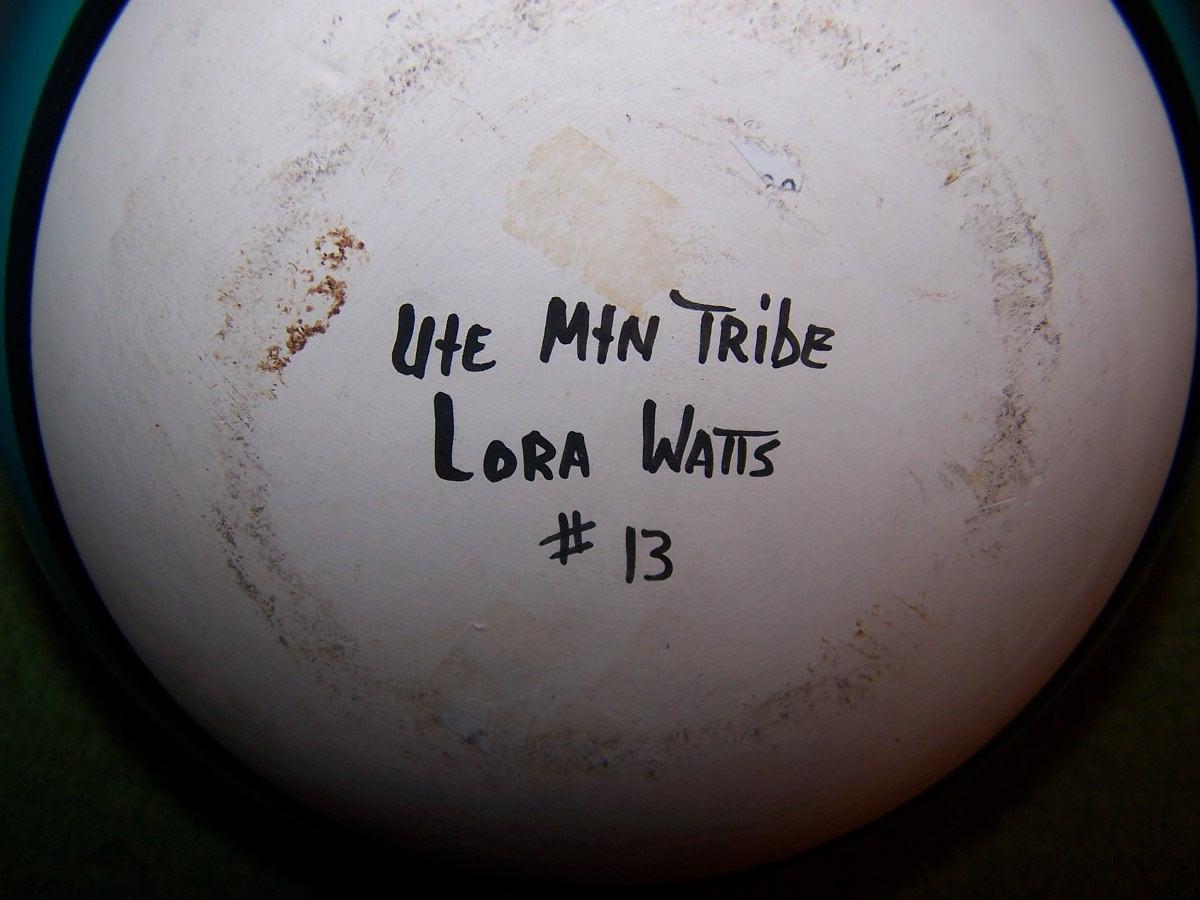 Ute Mtn Tribe
Lora Watts
# 13